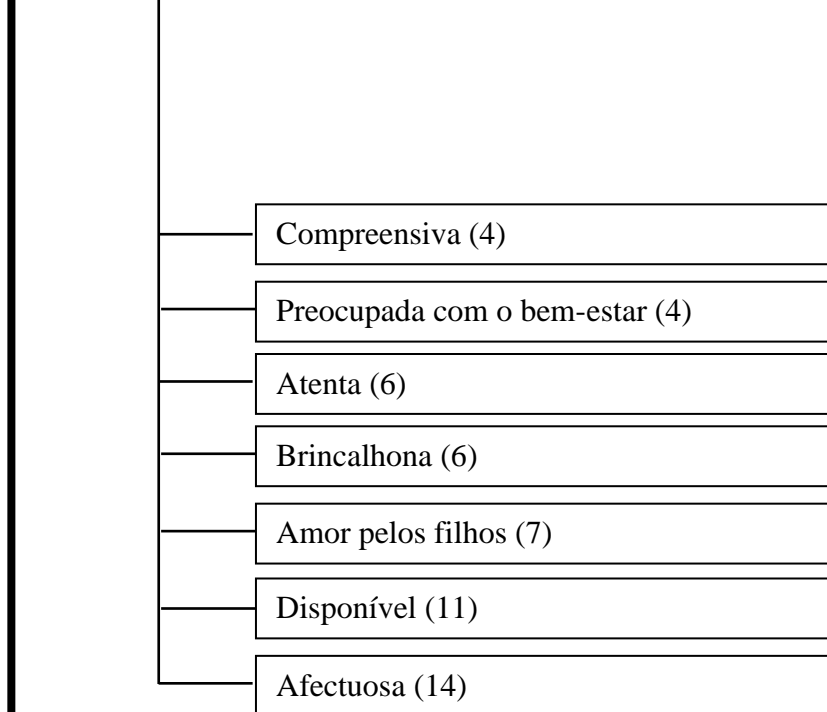 Compreensiva (4)
Preocupada com o bem-estar (4)
Atenta (6)
Brincalhona (6)
Amor pelos filhos (7)
Disponível (11)
Afectuosa (14)